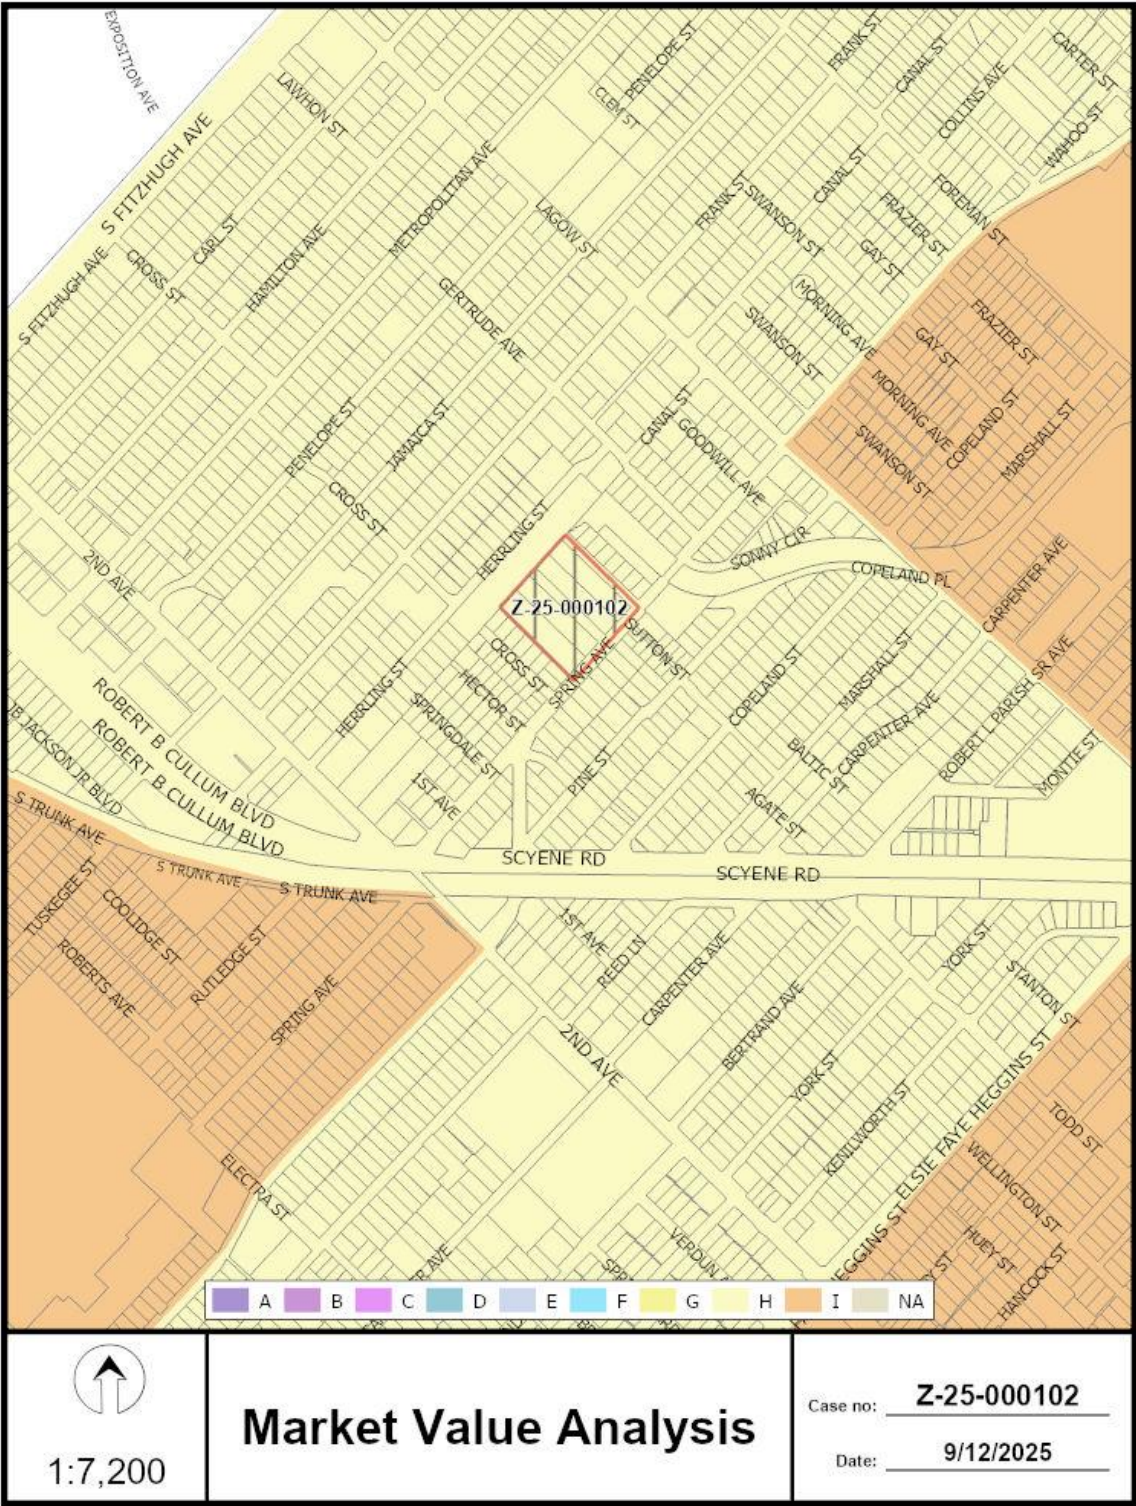 EXPOSITION AVE
LAWHON ST
PENELOPE ST
CLEM ST
FRANK ST
CANAL ST
CARTER ST
COLLINS AVE
WAHOO ST
S FITZHUGH AVE
METROPOLITAN AVE
CANAL ST
FOREMAN ST
FRANK S
SWANSON ST
FRAZIER ST
LAGOW ST
CARL ST
HAMILTON AVE
S FITZHUGH AVE
CROSS ST
GAY ST
GERTRUDE AVE
MORNING AVE
SWANSON ST
FRAZIER ST
GAY ST
MORNING AVE
COPELAND ST
MARSHALL ST
SWANSON ST
CANAL ST
GOODWILL AVE
PENELOPE ST
JAMAICA ST
CROSS ST
HERRLING ST
SONNY CIR
COPELAND PL
CARPENTER AVE
2ND AVE
Z-25-000102
SUTTON ST
SPRING AVE
CROSS ST
HECTOR ST
SPRINGDALE ST
HERRLING ST
COPELAND ST
MARSHALL ST
CARPENTER AVE
ROBERT L PARISH SR AVE
MONTIE ST
BALTIC ST
PINE ST
AGATE ST
1ST AVE
ROBERT B CULLUM BLVD
ROBERT B CULLUM BLVD
JB JACKSON JR BLVD
SCYENE RD
SCYENE RD
S TRUNK AVE
S TRUNK AVE
S TRUNK AVE
TUSKEGEE ST
COOLIDGE ST
RUTLEDGE ST
ROBERTS AVE
SPRING AVE
1ST AVE
REED LN
CARPENTER AVE
YORK ST
STANTON ST
BERTRAND AVE
2ND AVE
YORK ST
KENILWORTH ST
ELSIE FAYE HEGGINS ST
TODD ST
WELLINGTON ST
HUEY ST
HANCOCK ST
ELECTRA ST
VERDUN A
EGGINS ST
R AVE
SPR
Y ST
A B C D E F G H I NA
1:7,200
Market Value Analysis
Case no: Z-25-000102
Date: 9/12/2025